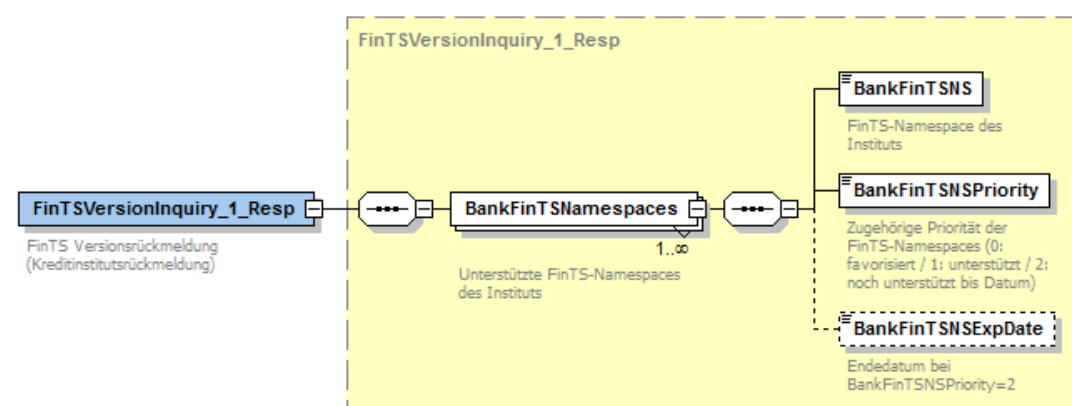 FinTSVersionInquiry_1_Resp
FinTSVersionInquiry_1_Resp
FinTS Versionsrückmeldung
(Kreditinstitutsrückmeldung)
BankFinTSNamespaces
1..∞
Unterstützte FinTS-Namespaces
des Instituts
BankFinTSNS
FinTS-Namespace des
Instituts
BankFinTSNSPriority
Zugehörige Priorität der
FinTS-Namespaces (0:
favorisiert / 1: unterstützt / 2:
noch unterstützt bis Datum)
BankFinTSNSExpDate
Endedatum bei
BankFinTSNSPriority=2